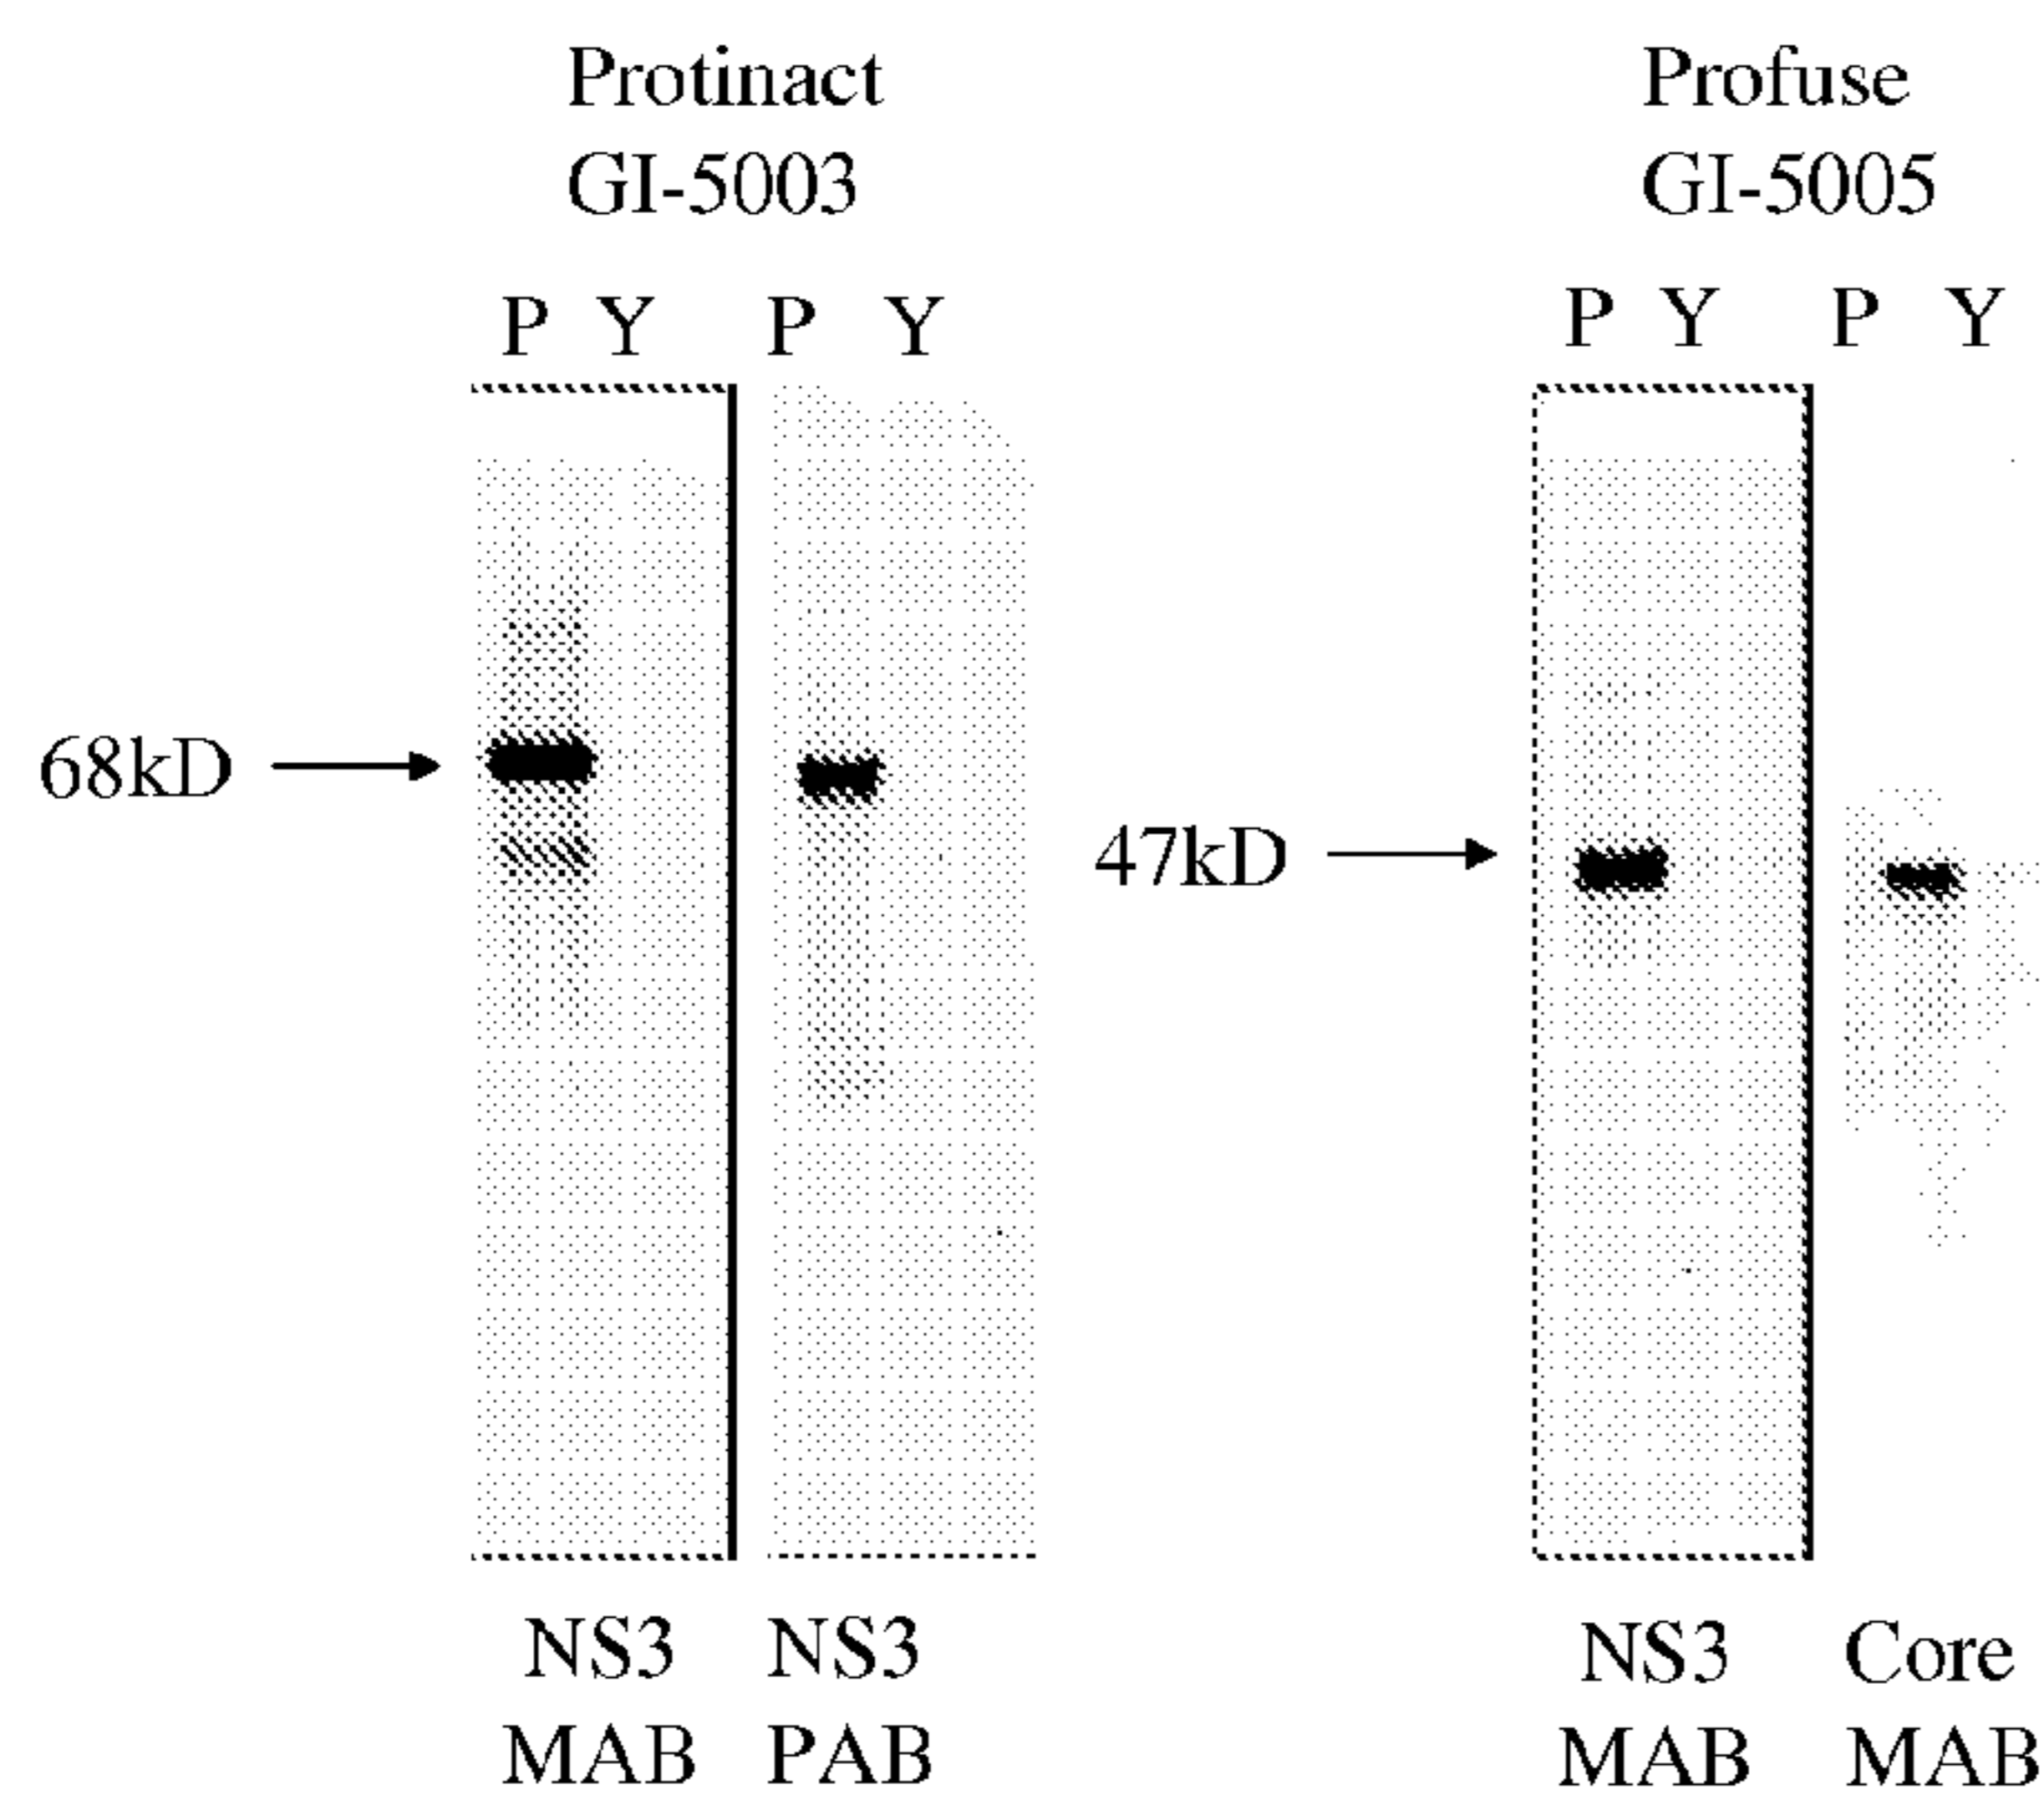 Protinact
GI-5003
Profuse
GI-5005
P Y P Y
P Y P Y
68kD
47kD
NS3
MAB
NS3
PAB
NS3
MAB
Core
MAB